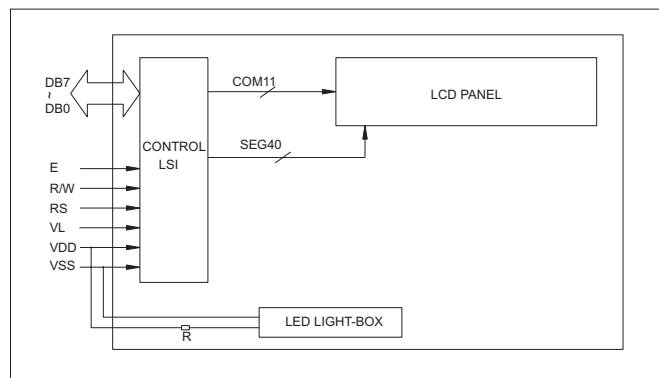 DB7
~
DB0
CONTROL
LSI
COM11
LCD PANEL
SEG40
E
R/W
RS
VL
VDD
VSS
LED LIGHT-BOX
R